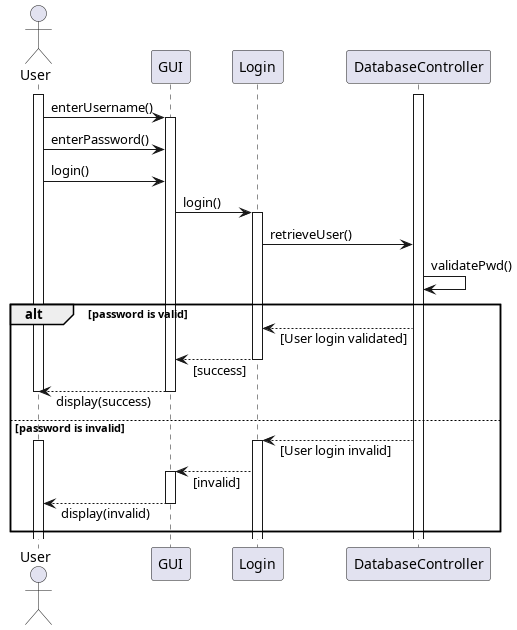 User
GUI
Login
DatabaseController
enterUsername()
enterPassword()
login()
login()
retrieveUser()
validatePwd()
alt
[password is valid]
[User login validated]
[success]
display(success)
[password is invalid]
[User login invalid]
[invalid]
display(invalid)
User
GUI
Login
DatabaseController